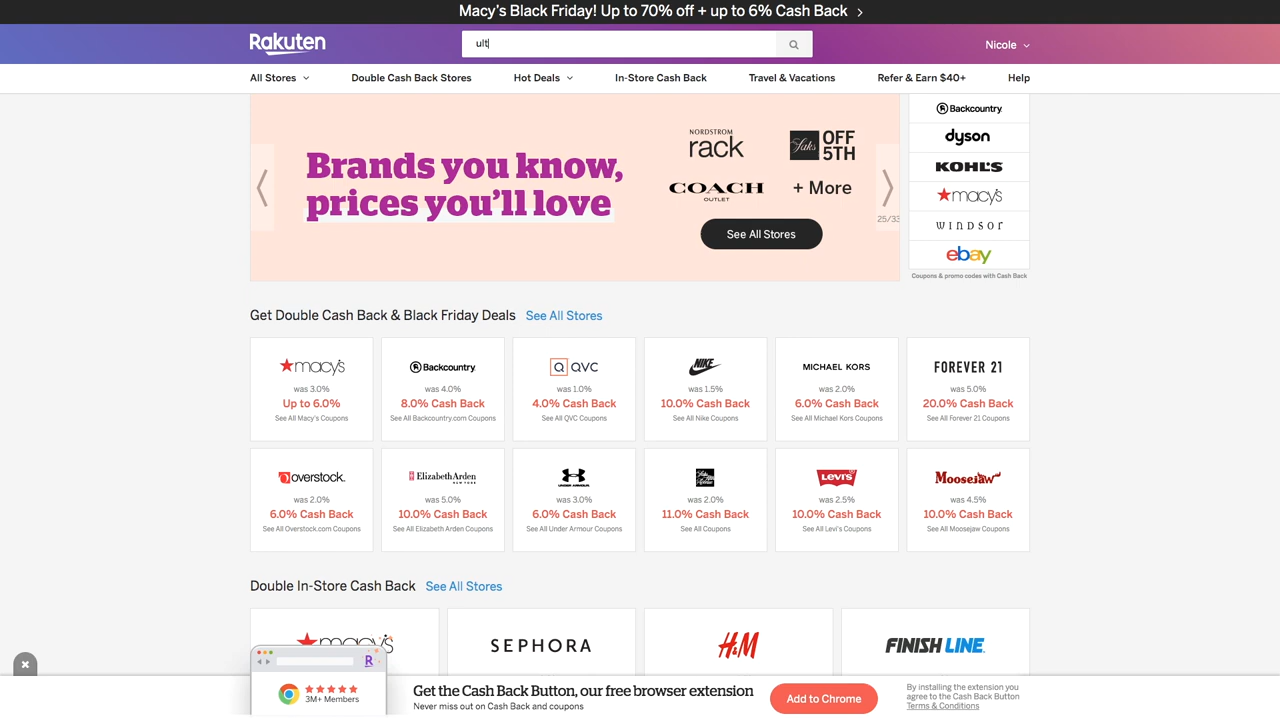 Macy's Black Friday! Up to 70% off + up to 6% Cash Back
Rakuten
ult
Nicole
All Stores
Double Cash Back Stores
Hot Deals
In-Store Cash Back
Travel & Vacations
Refer & Earn $40+
Help
Brands you know,
prices you'll love
NORDSTROM
rack
Saks
OFF
5TH
COACH
OUTLET
+ More
See All Stores
25/33
Backcountry
dyson
KOHL'S
macy's
WINDSOR
ebay
Coupons & promo codes with Cash Back
Get Double Cash Back & Black Friday Deals See All Stores
macy's
was 3.0%
Up to 6.0%
See All Macy's Coupons
Backcountry
was 4.0%
8.0% Cash Back
See All Backcountry.com Coupons
Q QVC
was 1.0%
4.0% Cash Back
See All QVC Coupons
NIKE
was 1.5%
10.0% Cash Back
See All Nike Coupons
MICHAEL KORS
was 2.0%
6.0% Cash Back
See All Michael Kors Coupons
FOREVER 21
was 5.0%
20.0% Cash Back
See All Forever 21 Coupons
overstock.
was 2.0%
6.0% Cash Back
See All Overstock.com Coupons
Elizabeth Arden
NEW YORK
was 5.0%
10.0% Cash Back
See All Elizabeth Arden Coupons
UNDER ARMOUR
was 3.0%
6.0% Cash Back
See All Under Armour Coupons
was 2.0%
11.0% Cash Back
See All Coupons
LEVI'S
was 2.5%
10.0% Cash Back
See All Levi's Coupons
Moosejaw
was 4.5%
10.0% Cash Back
See All Moosejaw Coupons
Double In-Store Cash Back See All Stores
macy's
SEPHORA
H&M
FINISH LINE
R
3M+ Members
Get the Cash Back Button, our free browser extension
Never miss out on Cash Back and coupons
Add to Chrome
By installing the extension you
agree to the Cash Back Button
Terms & Conditions